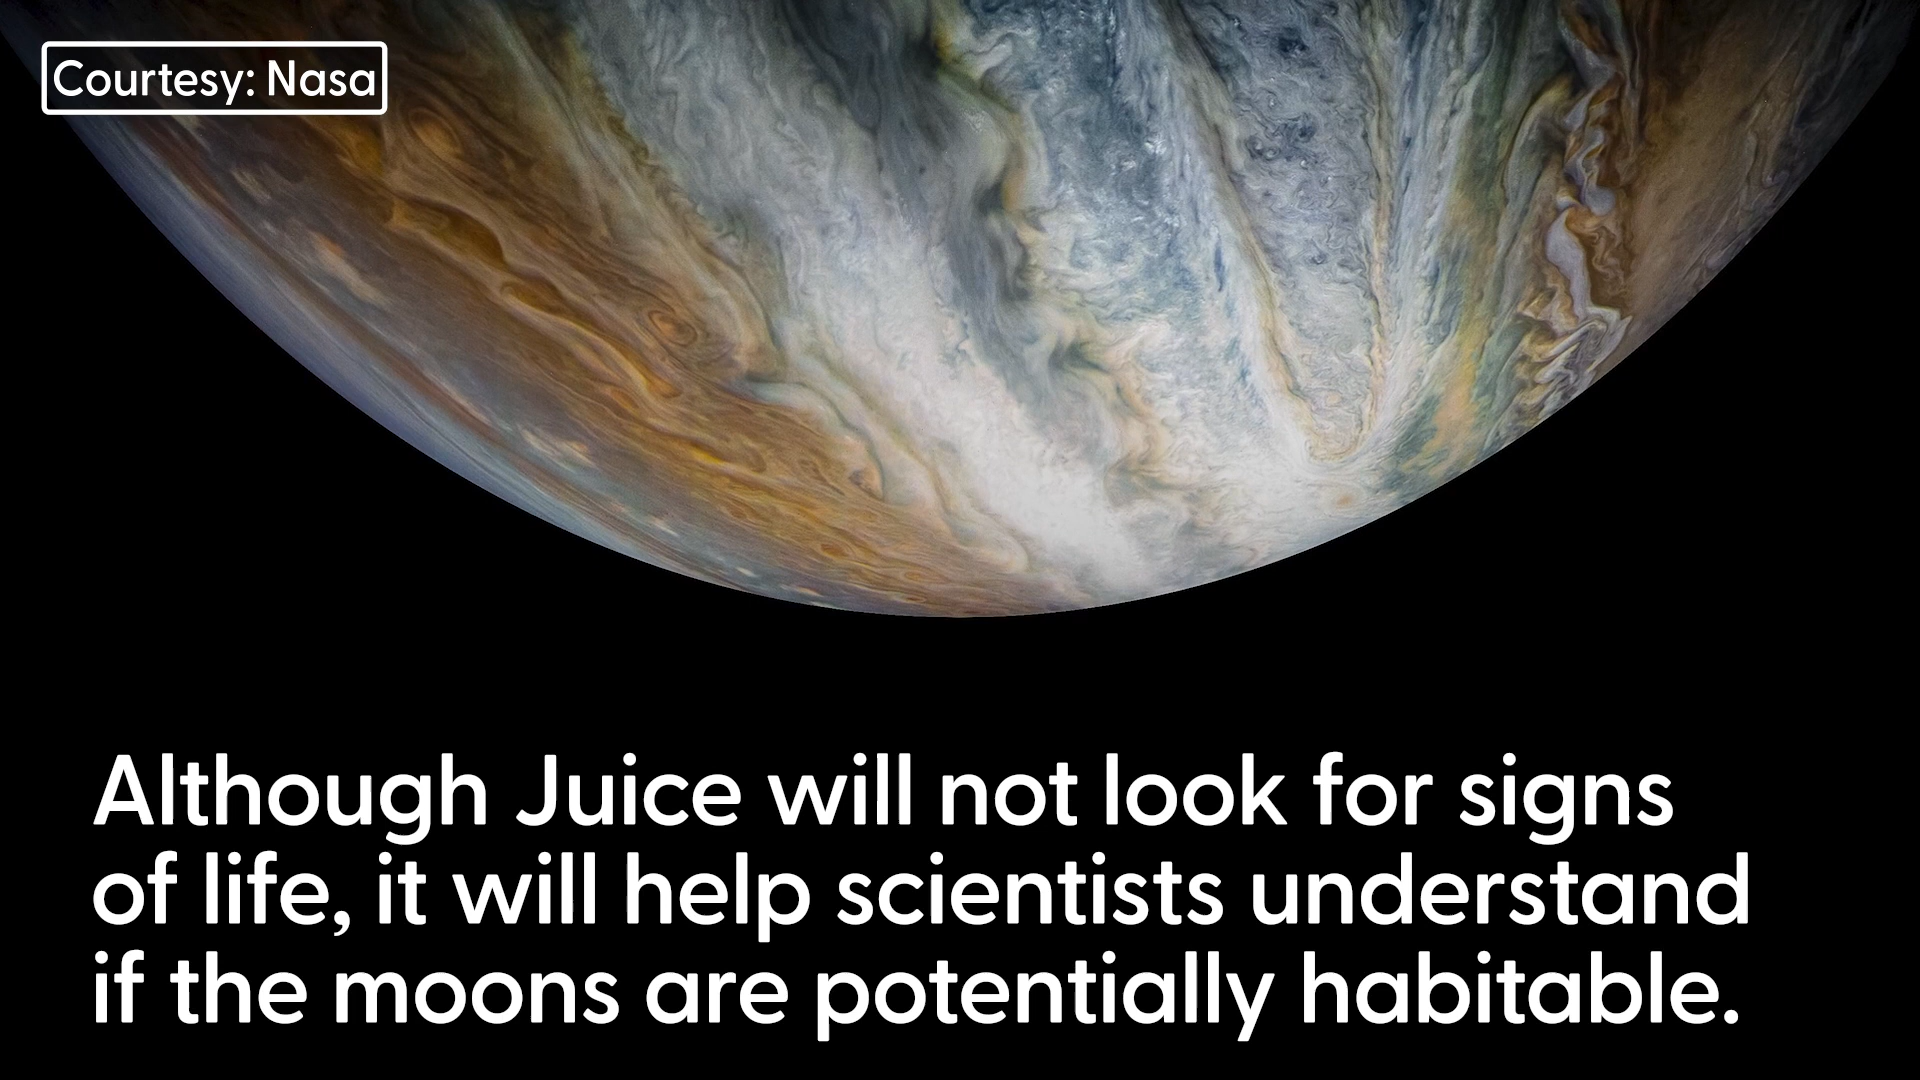 Courtesy: Nasa
Although Juice will not look for signs
of life, it will help scientists understand
if the moons are potentially habitable.